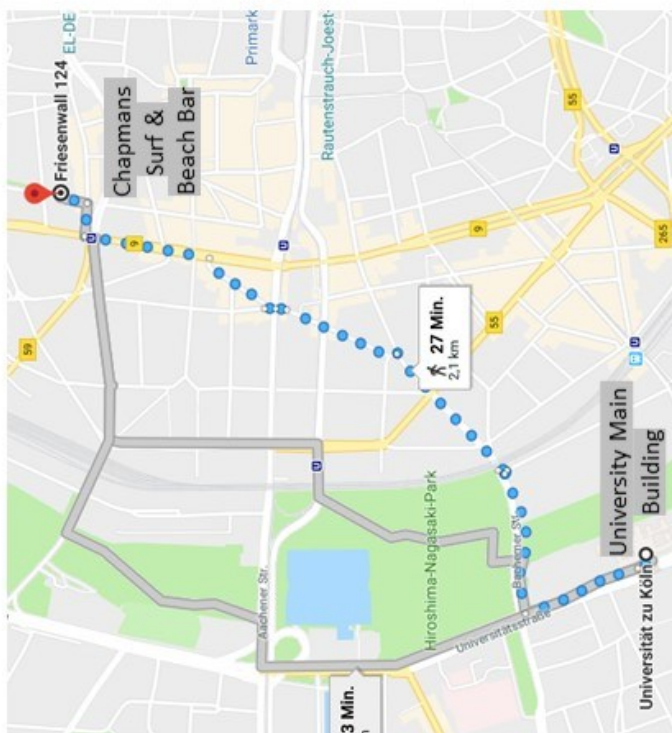 EL-DE
Friesenwall 124
Primark
Rautenstrauch-Joest-
Chapmans
Surf &
Beach Bar
59
9
55
9
55
265
27 Min.
2,1 km
Aachener Str.
Hiroshima-Nagasaki-Park
Bachemer Str.
Universitätsstraße
3 Min.
University Main
Building
Universität zu Köln
U
U
U
U
U